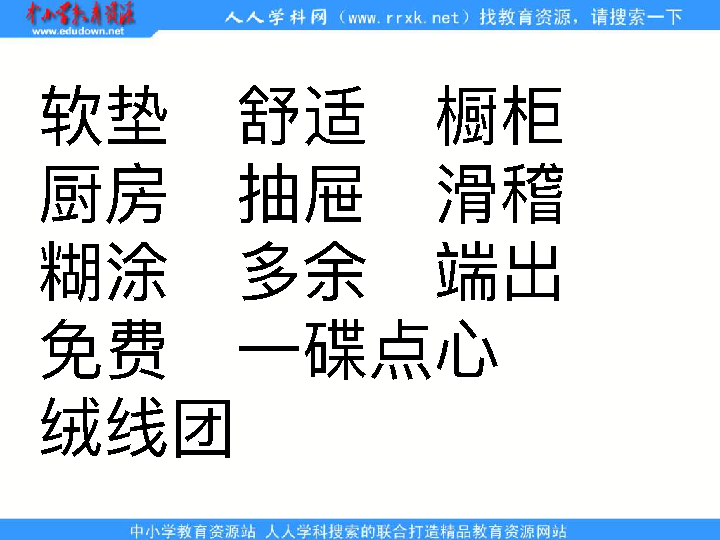 中小学教育资源
www.edudown.net
人人学科网（www.rrxk.net）找教育资源，请搜索一下
软垫 舒适 橱柜
厨房 抽屉 滑稽
糊涂 多余 端出
免费 一碟点心
绒线团
中小学教育资源站 人人学科搜索的联合打造精品教育资源网站